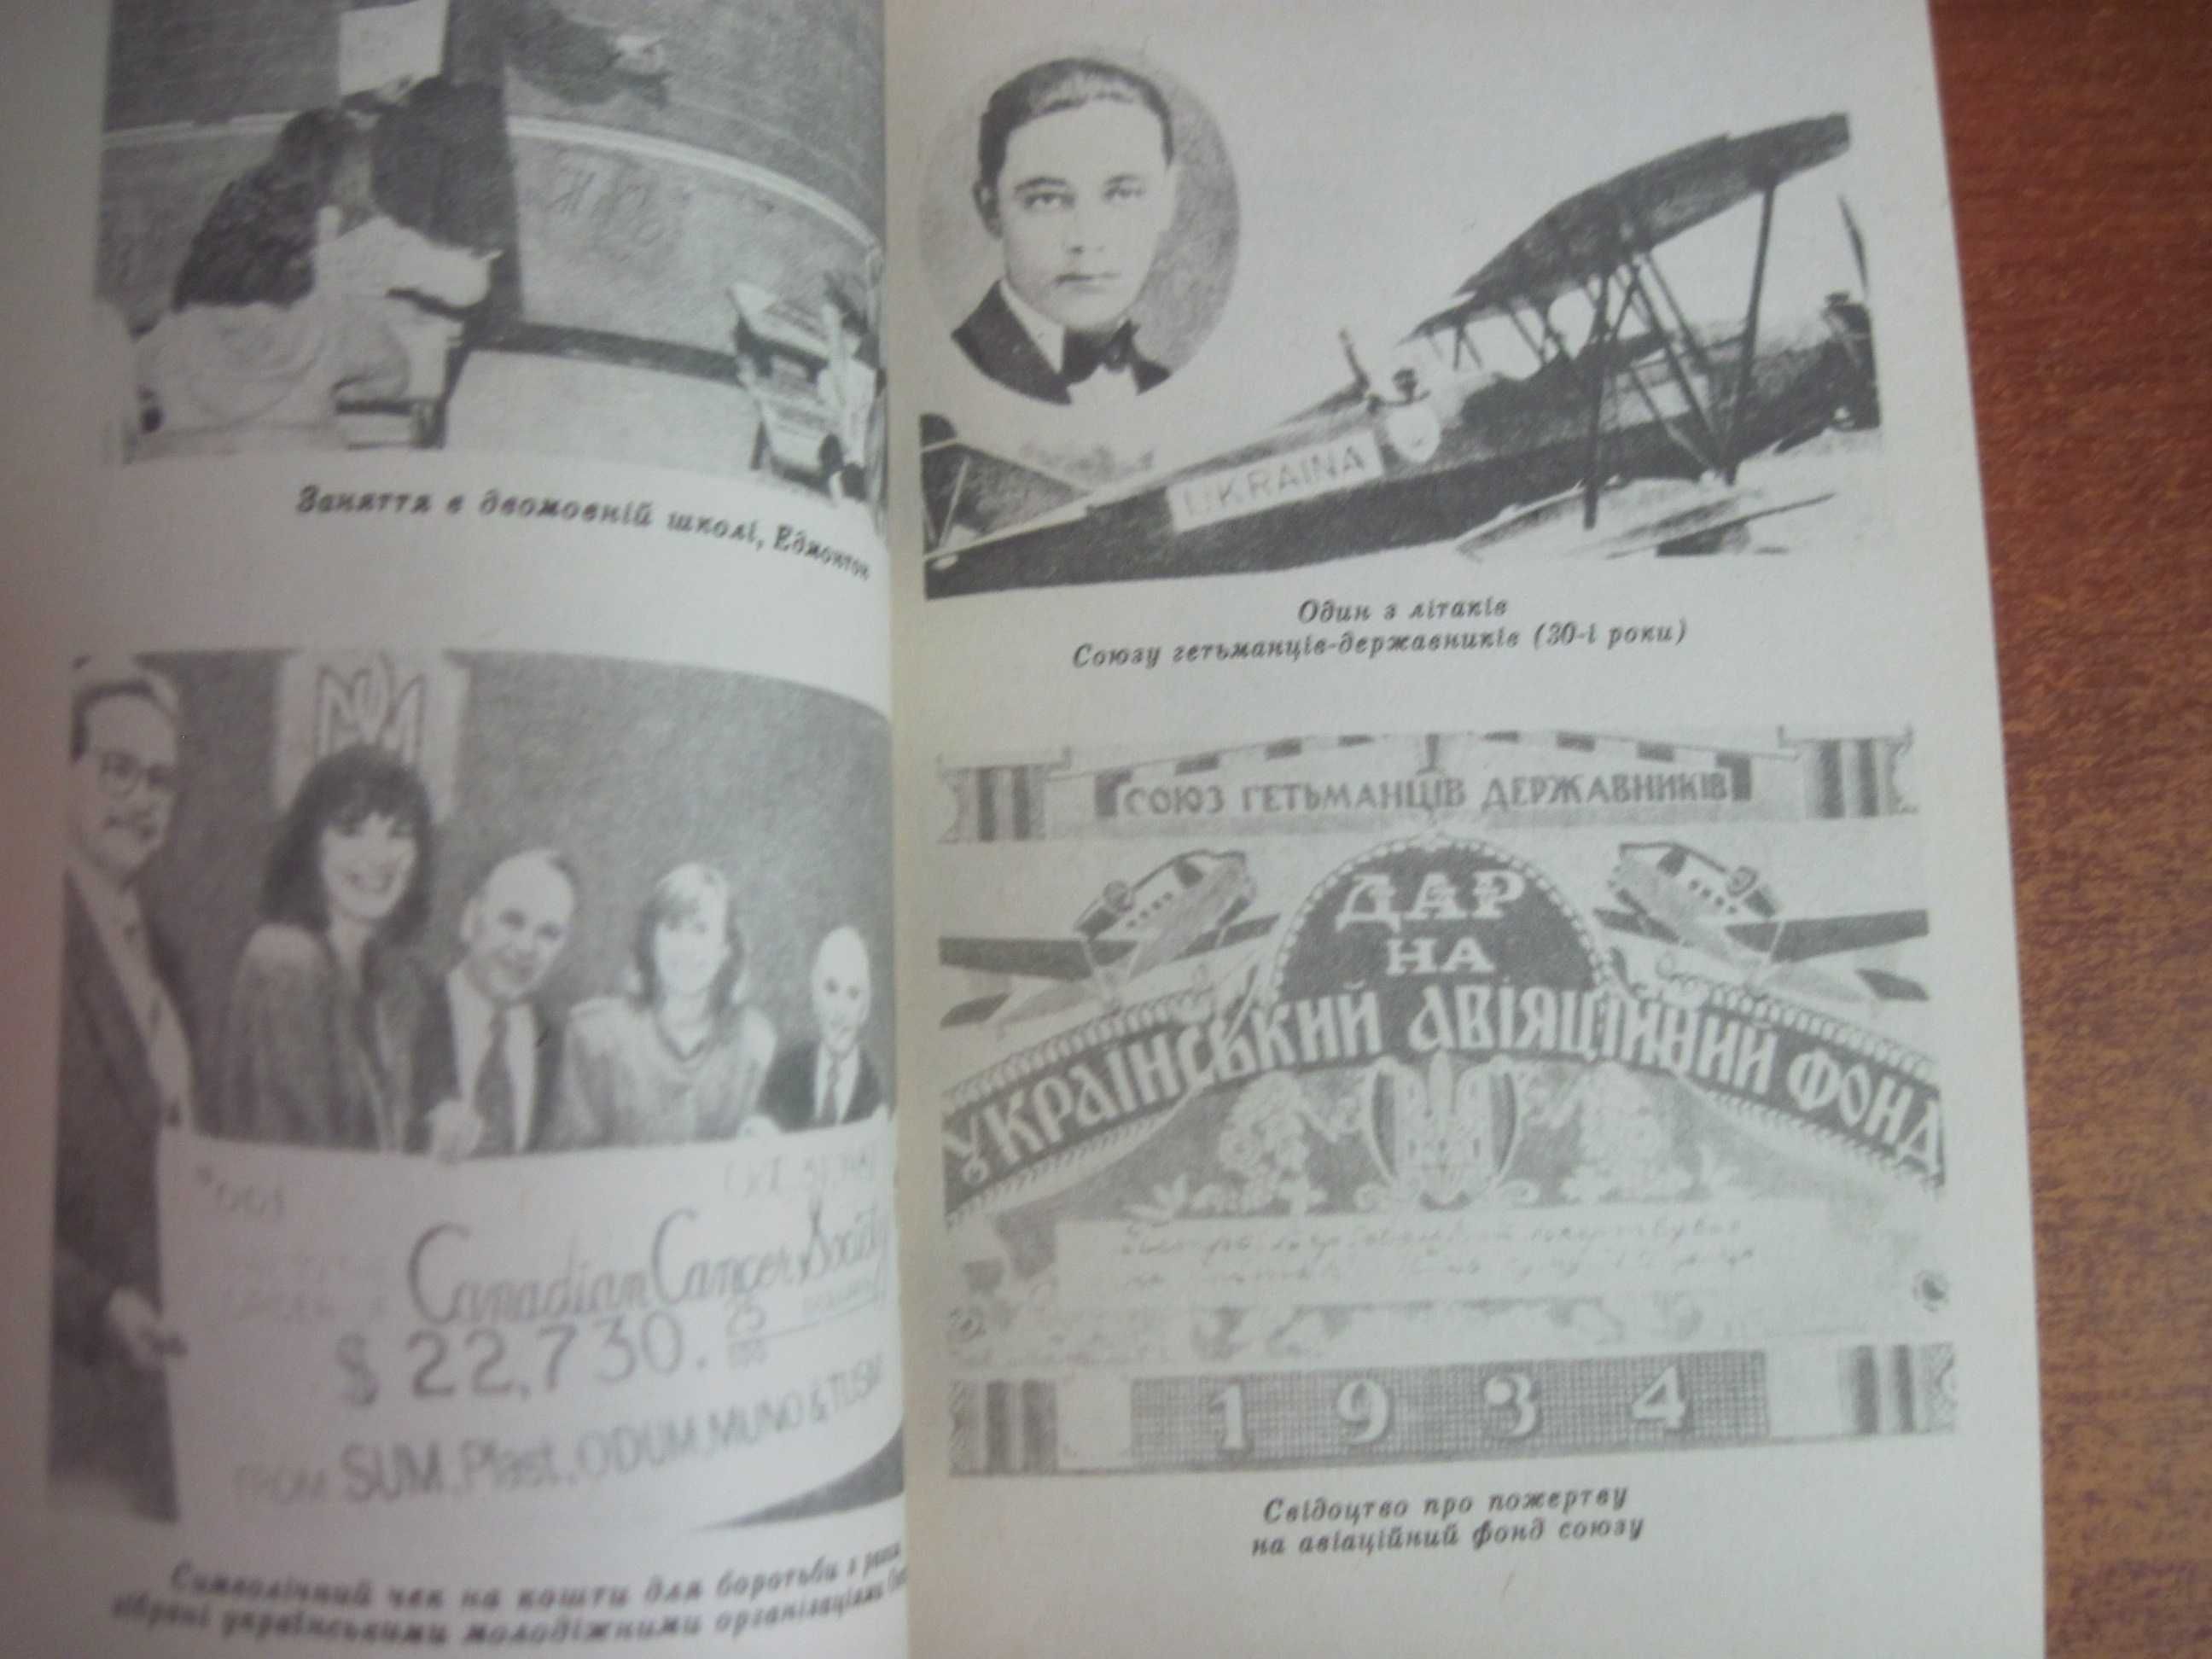 Заняття в двомовній школі, Едмонтон
Canadian Cancer Society
$ 22,730. 25
100
FROM SUM, Plast, ODUM, MUNO & TUSM
Символічний чек на кошти для боротьби з
зібрані українськими молодіжними організаціями
UKRAINA
Один з літаків
Союзу гетьманців-державників (30-і роки)
СОЮЗ ГЕТЬМАНЦІВ ДЕРЖАВНИКІВ
ДАР
НА
УКРАЇНСЬКИЙ АВІЯЦІЙНИЙ ФОНД
1934
Свідоцтво про пожертву
на авіаційний фонд союзу